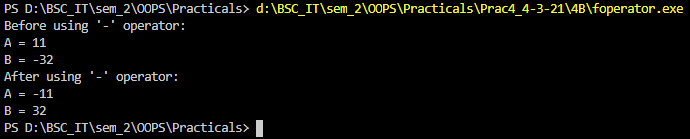 PS D:\BSC_IT\sem_2\OOPS\Practicals> d:\BSC_IT\sem_2\OOPS\Practicals\Prac4_4-3-21\4B\foperator.exe
Before using '-' operator:
A = 11
B = -32
After using '-' operator:
A = -11
B = 32
PS D:\BSC_IT\sem_2\OOPS\Practicals>